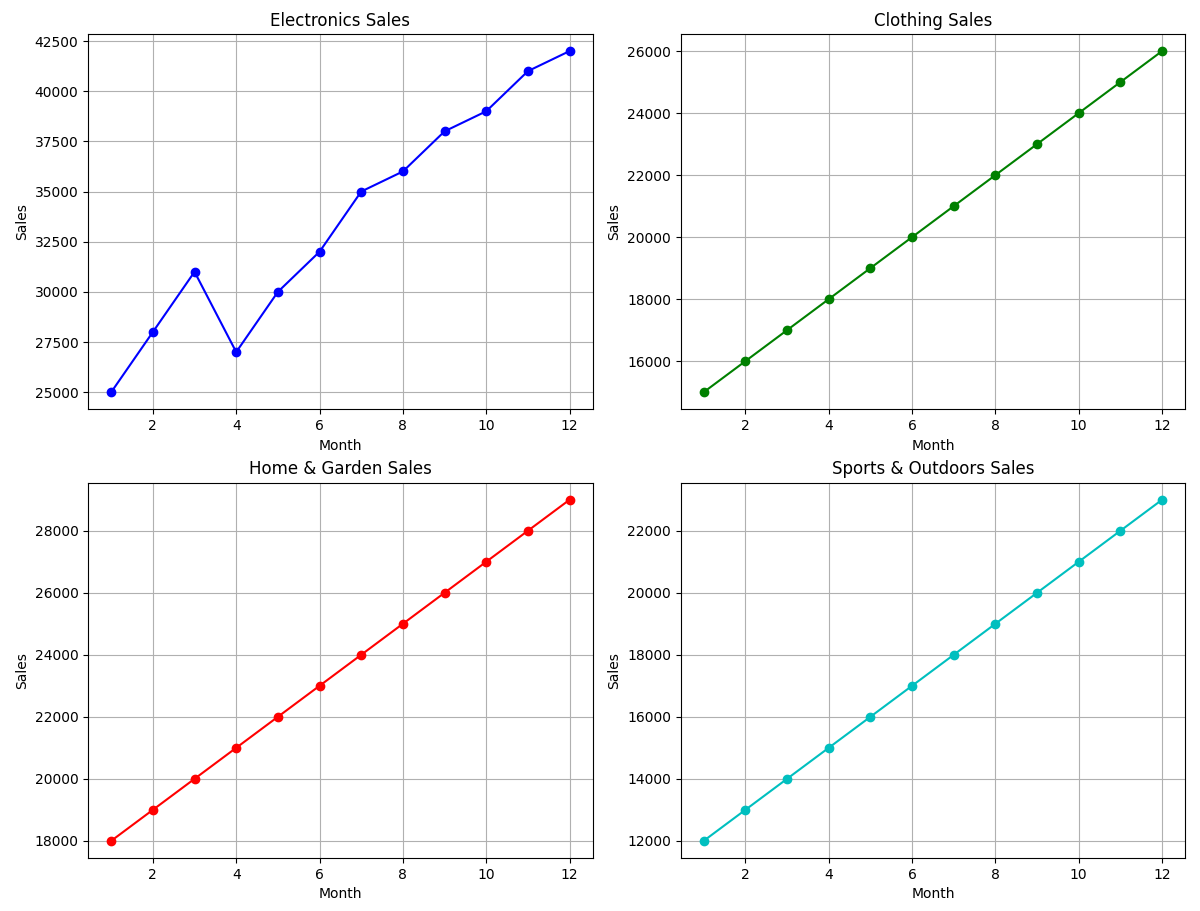 Electronics Sales
42500
40000
37500
35000
32500
30000
27500
25000
Sales
2 4 6 8 10 12
Month
Clothing Sales
26000
24000
22000
20000
18000
16000
Sales
2 4 6 8 10 12
Month
Home & Garden Sales
28000
26000
24000
22000
20000
18000
Sales
2 4 6 8 10 12
Month
Sports & Outdoors Sales
22000
20000
18000
16000
14000
12000
Sales
2 4 6 8 10 12
Month